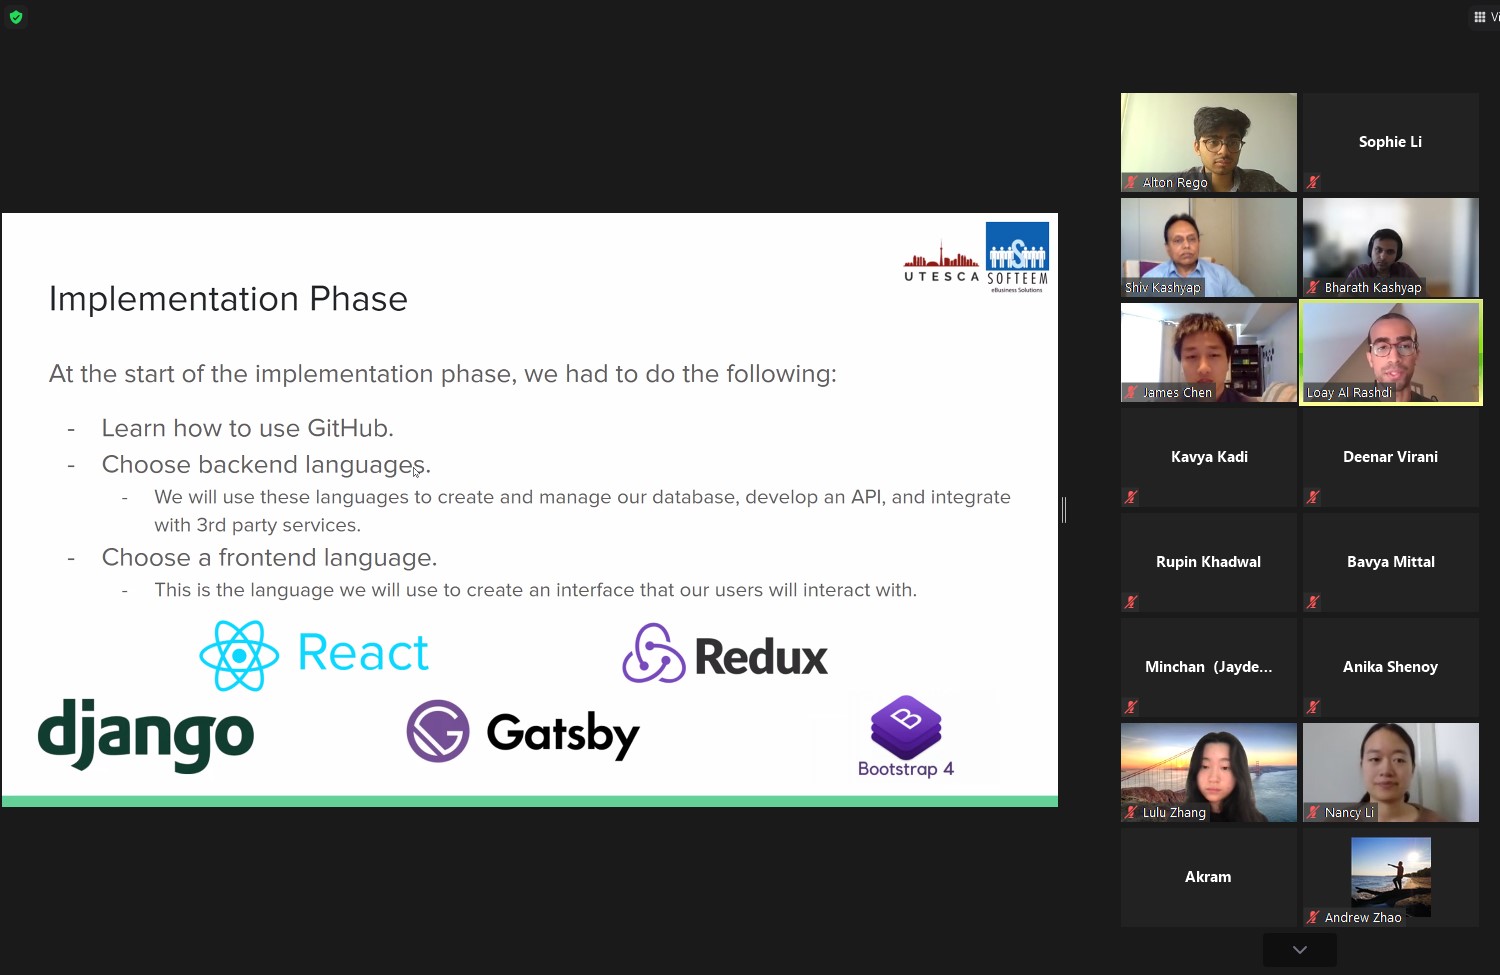 Vi
UTESCA
SOFTEEM
eBusiness Solutions
Implementation Phase
At the start of the implementation phase, we had to do the following:
- Learn how to use GitHub.
- Choose backend languages.
- We will use these languages to create and manage our database, develop an API, and integrate
with 3rd party services.
- Choose a frontend language.
- This is the language we will use to create an interface that our users will interact with.
React
Redux
django
Gatsby
B
Bootstrap 4
Alton Rego
Sophie Li
Shiv Kashyap
Bharath Kashyap
James Chen
Loay Al Rashdi
Kavya Kadi
Deenar Virani
Rupin Khadwal
Bavya Mittal
Minchan (Jayde...
Anika Shenoy
Lulu Zhang
Nancy Li
Akram
Andrew Zhao